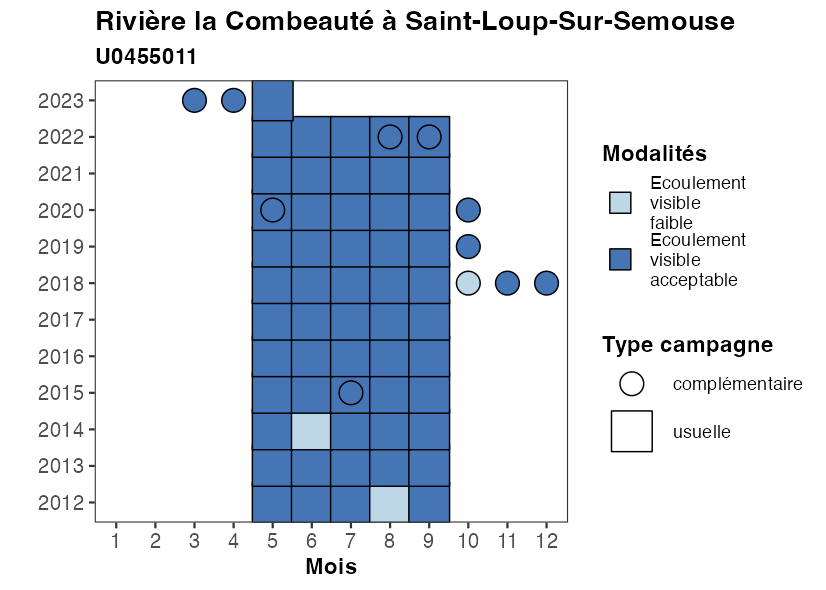 Rivière la Combeauté à Saint-Loup-Sur-Semouse
U0455011
2023
2022
2021
2020
2019
2018
2017
2016
2015
2014
2013
2012
1 2 3 4 5 6 7 8 9 10 11 12
Mois
Modalités
Ecoulement
visible
faible
Ecoulement
visible
acceptable
Type campagne
complémentaire
usuelle